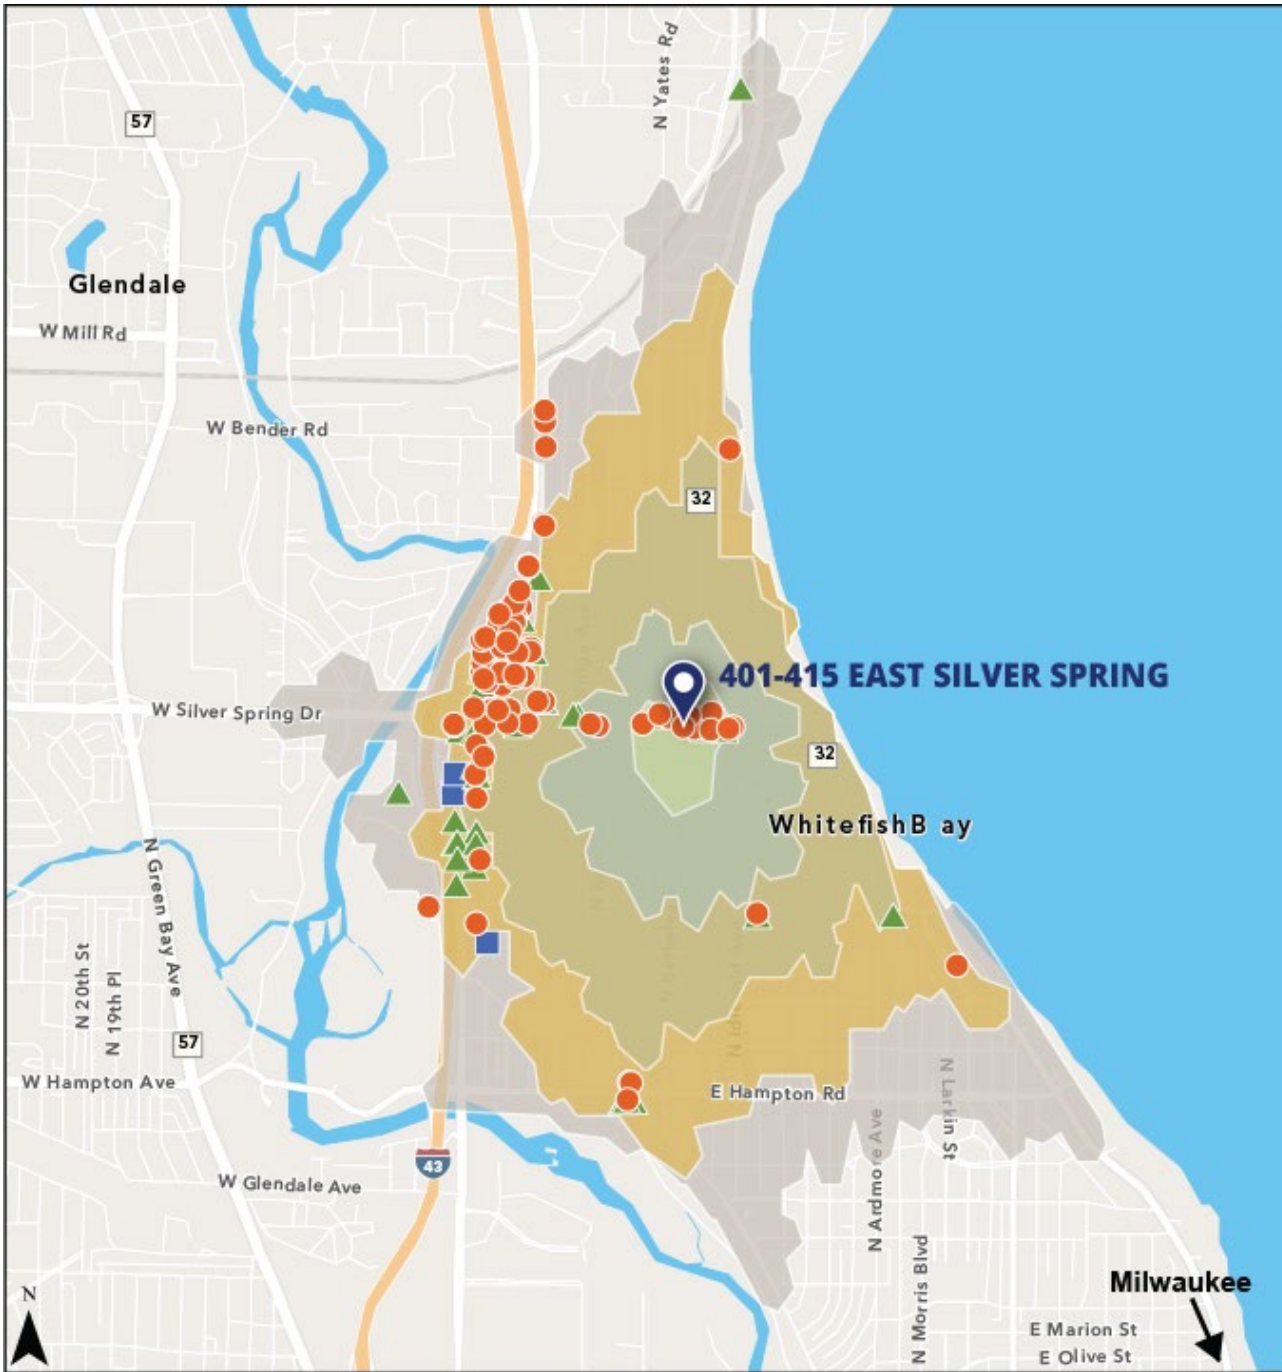 N Yates Rd
57
Glendale
W Mill Rd
W Bender Rd
32
401-415 EAST SILVER SPRING
W Silver Spring Dr
32
WhitefishB ay
N Green Bay Ave
N 20th St
N 19th Pl
57
W Hampton Ave
E Hampton Rd
N Larkin St
N Ardmore Ave
43
W Glendale Ave
N Morris Blvd
Milwaukee
N
E Marion St
E Olive St